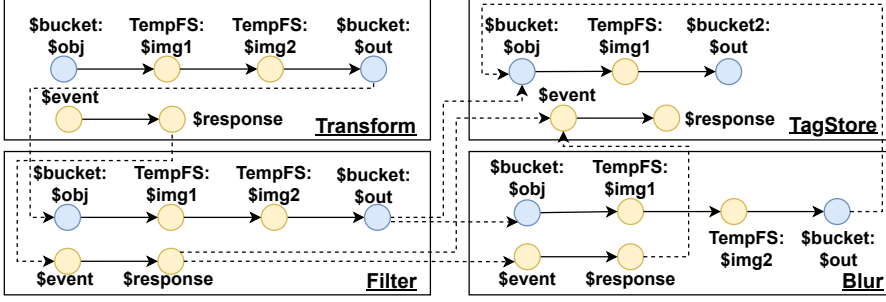 $bucket: TempFS: TempFS: $bucket:
$obj $img1 $img2 $out
$event
$response
Transform
$bucket: TempFS: $bucket2:
$obj $img1 $out
$event
$response
TagStore
$bucket: TempFS: TempFS: $bucket:
$obj $img1 $img2 $out
$event $response
Filter
$bucket: TempFS:
$obj $img1
TempFS: $bucket:
$img2 $out
$event $response
Blur